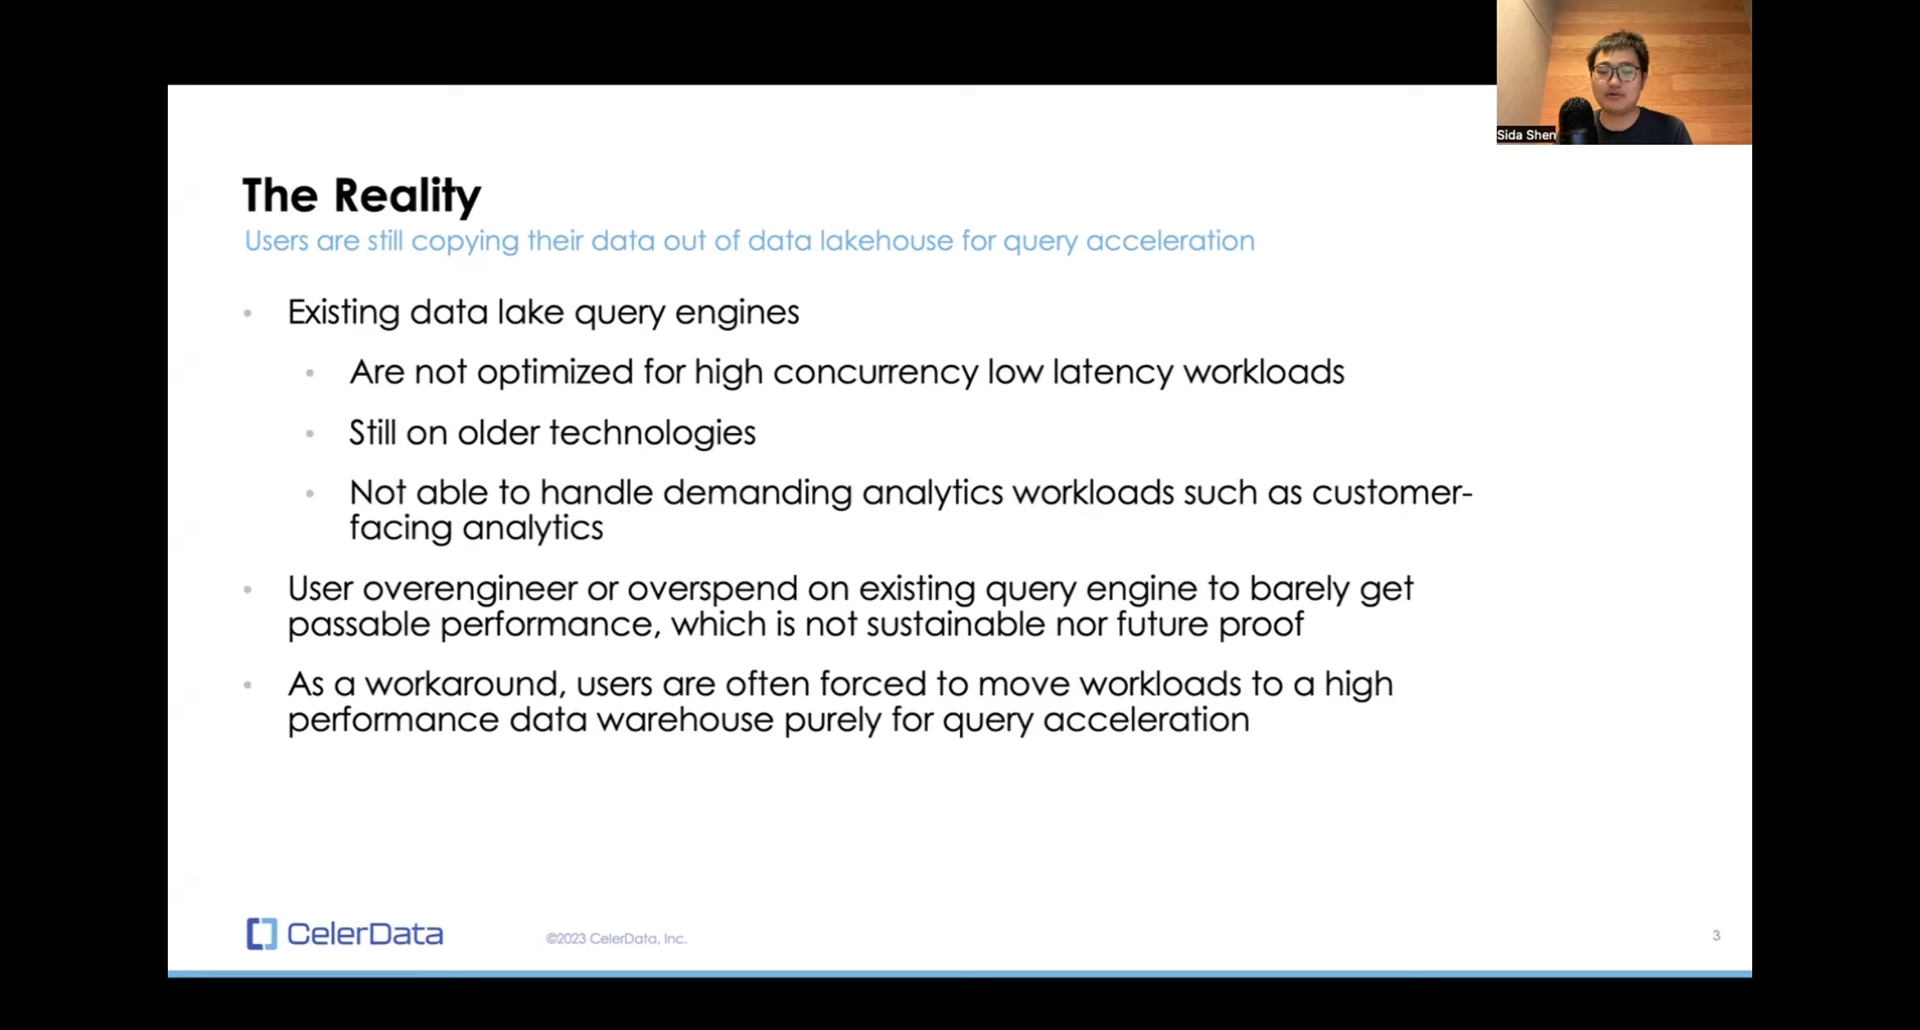 Sida Shen
The Reality
Users are still copying their data out of data lakehouse for query acceleration
• Existing data lake query engines
• Are not optimized for high concurrency low latency workloads
• Still on older technologies
• Not able to handle demanding analytics workloads such as customer-
facing analytics
• User overengineer or overspend on existing query engine to barely get
passable performance, which is not sustainable nor future proof
• As a workaround, users are often forced to move workloads to a high
performance data warehouse purely for query acceleration
CelerData
©2023 CelerData, Inc.
3